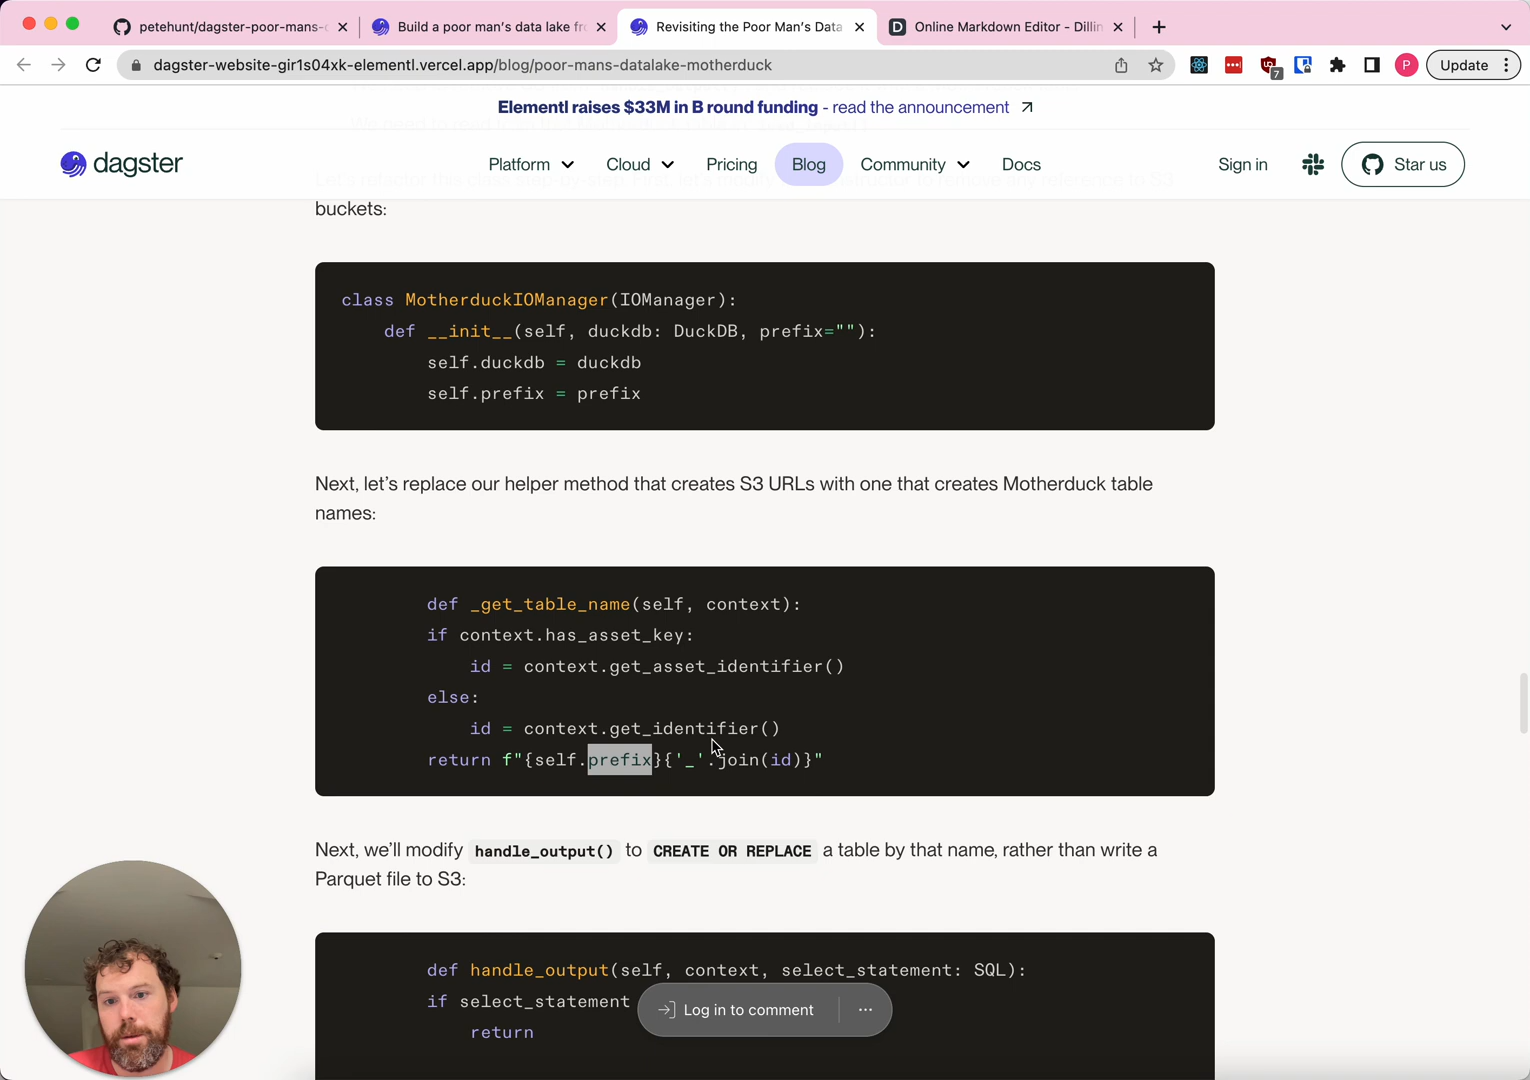 petehunt/dagster-poor-mans-
Build a poor man's data lake fr
Revisiting the Poor Man's Data
Online Markdown Editor - Dillin
dagster-website-gir1s04xk-elementl.vercel.app/blog/poor-mans-datalake-motherduck
7
P
Update
Elementl raises $33M in B round funding - read the announcement
dagster
Platform
Cloud
Pricing
Blog
Community
Docs
Sign in
Star us
buckets:
class MotherduckIOManager(IOManager):
def __init__(self, duckdb: DuckDB, prefix=""):
self.duckdb = duckdb
self.prefix = prefix
Next, let's replace our helper method that creates S3 URLs with one that creates Motherduck table
names:
def _get_table_name(self, context):
if context.has_asset_key:
id = context.get_asset_identifier()
else:
id = context.get_identifier()
return f"{self.prefix}{'_'.join(id)}"
Next, we'll modify handle_output() to CREATE OR REPLACE a table by that name, rather than write a
Parquet file to S3:
def handle_output(self, context, select_statement: SQL):
if select_statement
return
Log in to comment